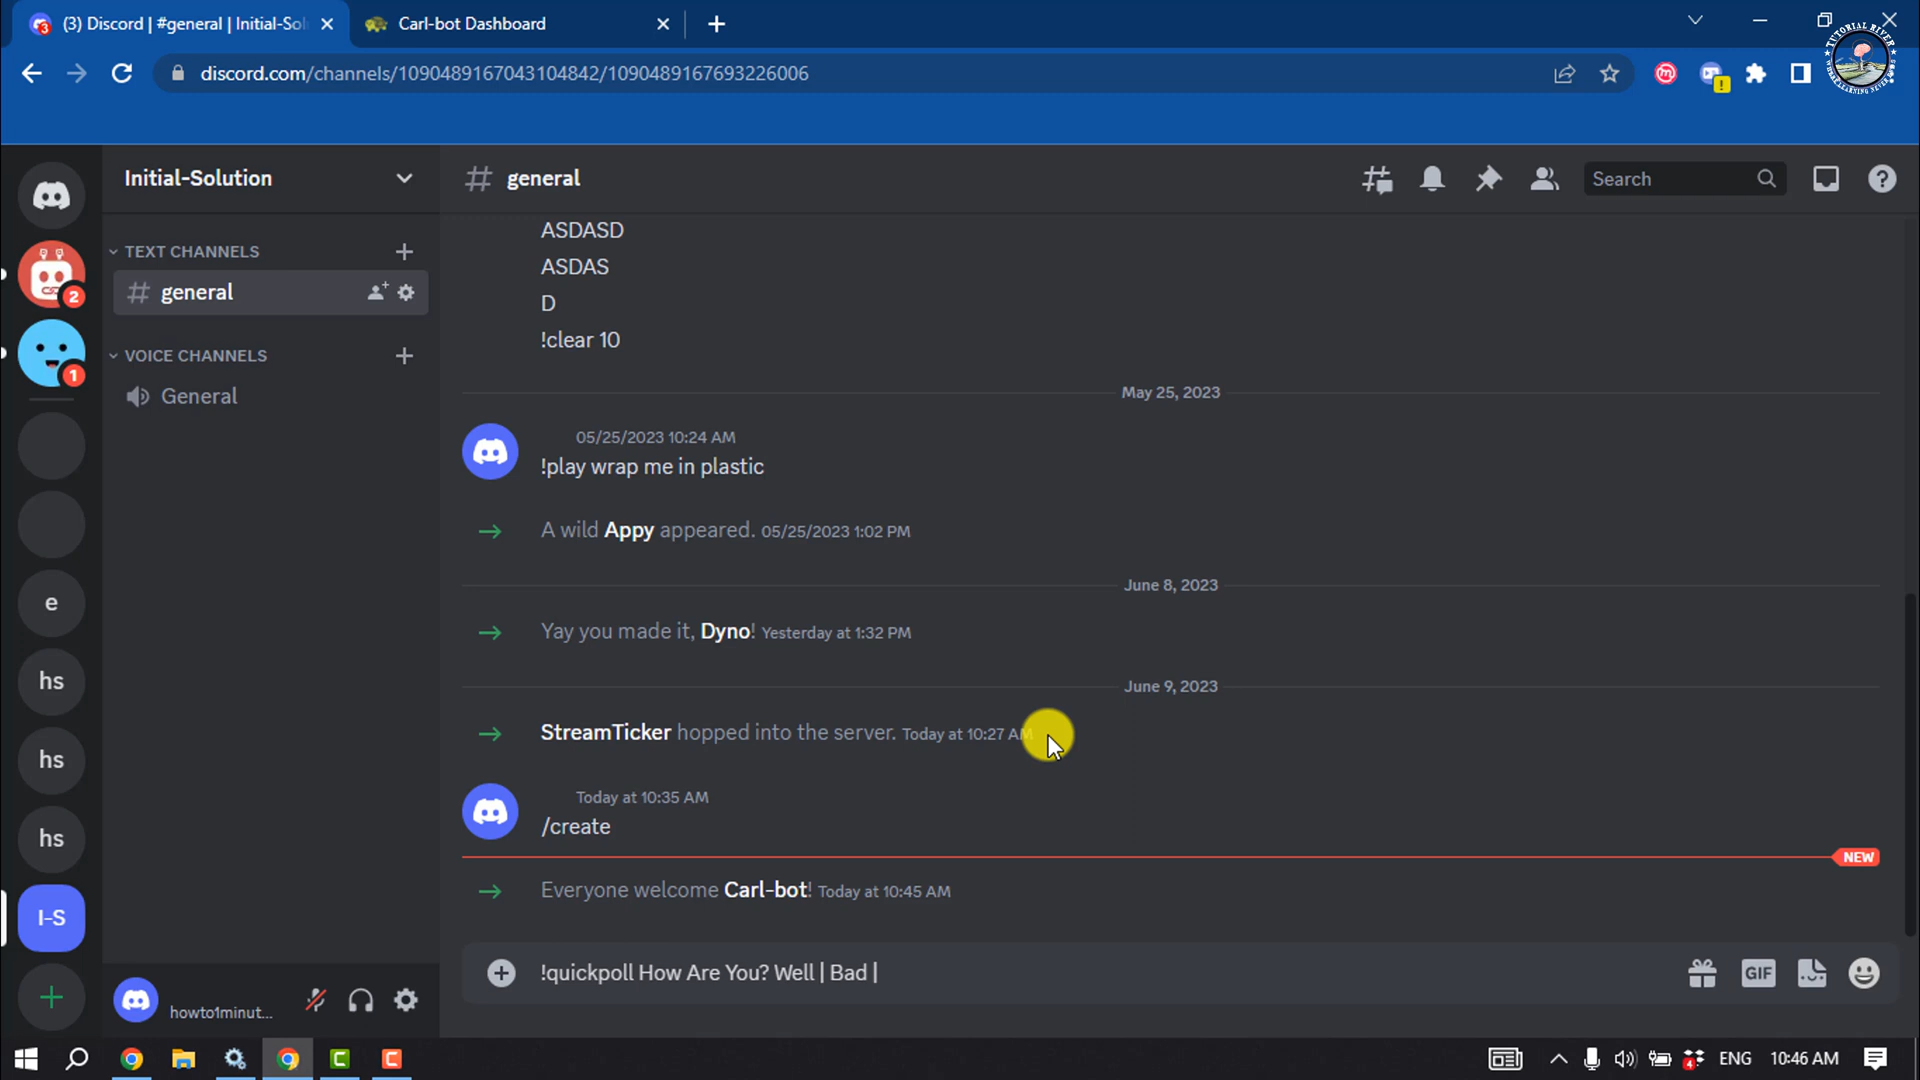 (3) Discord | #general | Initial-Sol
Carl-bot Dashboard
TUTORIAL RIVER
discord.com/channels/1090489167043104842/1090489167693226006
Initial-Solution
general
Search
TEXT CHANNELS
general
VOICE CHANNELS
General
2
1
e
hs
hs
hs
I-S
ASDASD
ASDAS
D
!clear 10
May 25, 2023
05/25/2023 10:24 AM
!play wrap me in plastic
A wild Appy appeared. 05/25/2023 1:02 PM
June 8, 2023
Yay you made it, Dyno! Yesterday at 1:32 PM
June 9, 2023
StreamTicker hopped into the server. Today at 10:27 AM
Today at 10:35 AM
/create
NEW
Everyone welcome Carl-bot! Today at 10:45 AM
!quickpoll How Are You? Well | Bad |
GIF
howto1minut...
ENG
10:46 AM